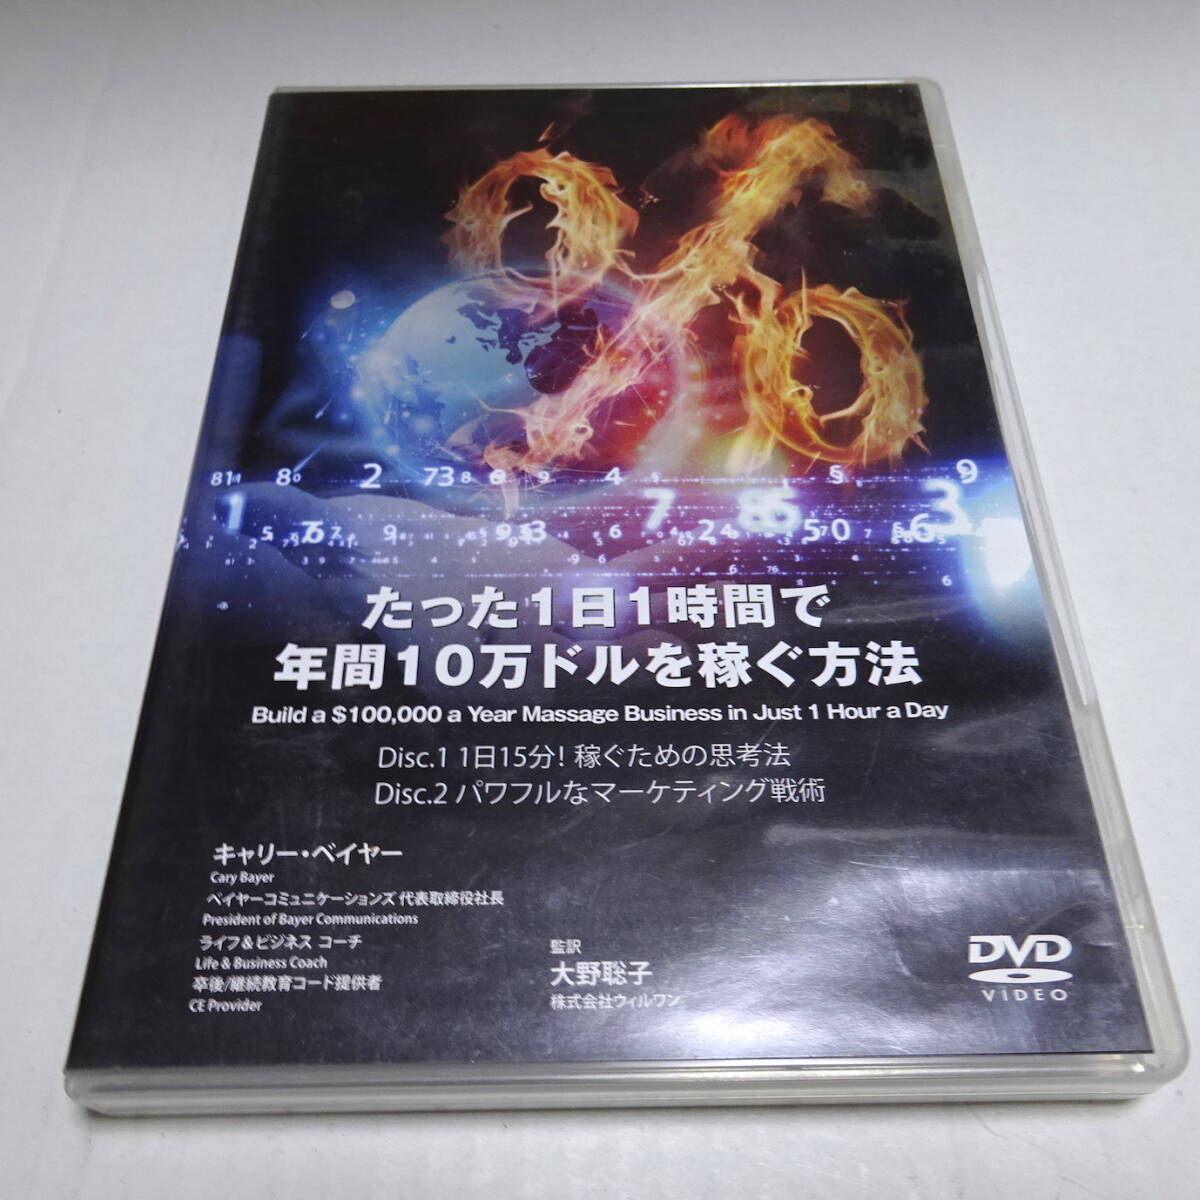 たった1日1時間で
年間10万ドルを稼ぐ方法
Build a $100,000 a Year Massage Business in Just 1 Hour a Day
Disc.1 1日15分! 稼ぐための思考法
Disc.2 パワフルなマーケティング戦術
キャリー・ベイヤー
Cary Bayer
ベイヤーコミュニケーションズ 代表取締役社長
President of Bayer Communications
ライフ&ビジネス コーチ
Life & Business Coach
卒後/継続教育コード提供者
CE Provider
監訳
大野聡子
株式会社ウィルワン
DVD
VIDEO